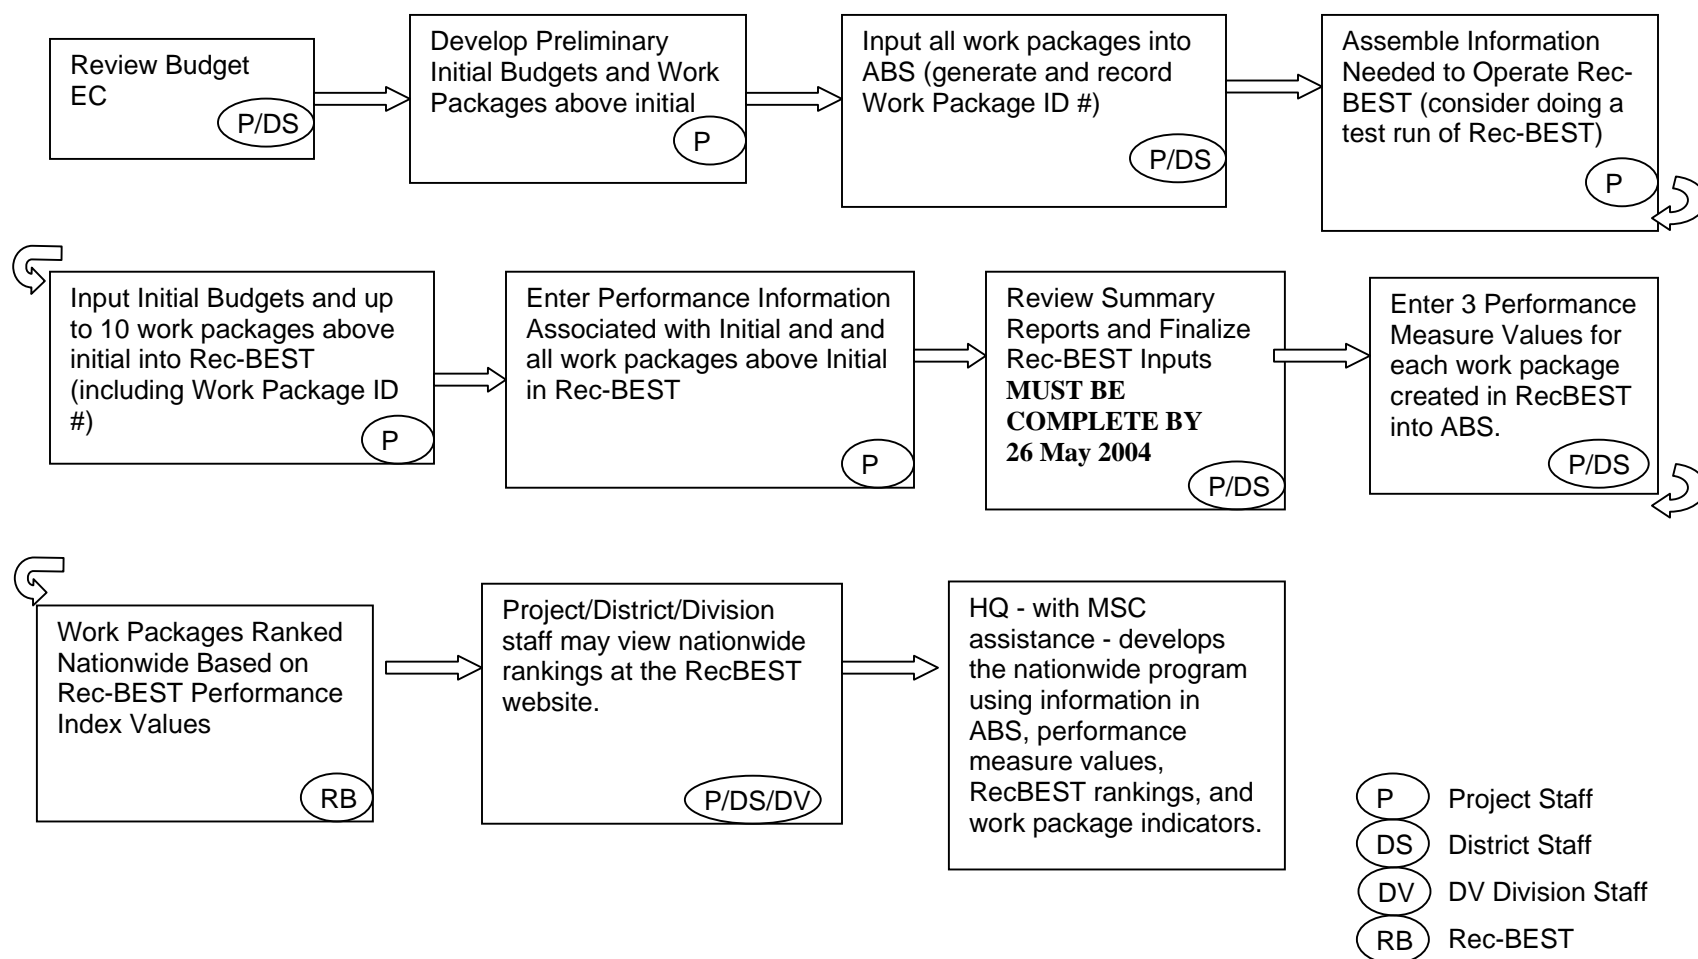 Review Budget
EC
P/DS
Develop Preliminary
Initial Budgets and Work
Packages above initial
P
Input all work packages into
ABS (generate and record
Work Package ID #)
P/DS
Assemble Information
Needed to Operate Rec-
BEST (consider doing a
test run of Rec-BEST)
P
Input Initial Budgets and up
to 10 work packages above
initial into Rec-BEST
(including Work Package ID
#)
P
Enter Performance Information
Associated with Initial and and
all work packages above Initial
in Rec-BEST
P
Review Summary
Reports and Finalize
Rec-BEST Inputs
MUST BE
COMPLETE BY
26 May 2004
P/DS
Enter 3 Performance
Measure Values for
each work package
created in RecBEST
into ABS.
P/DS
Work Packages Ranked
Nationwide Based on
Rec-BEST Performance
Index Values
RB
Project/District/Division
staff may view nationwide
rankings at the RecBEST
website.
P/DS/DV
HQ - with MSC
assistance - develops
the nationwide program
using information in
ABS, performance
measure values,
RecBEST rankings, and
work package indicators.
P Project Staff
DS District Staff
DV DV Division Staff
RB Rec-BEST